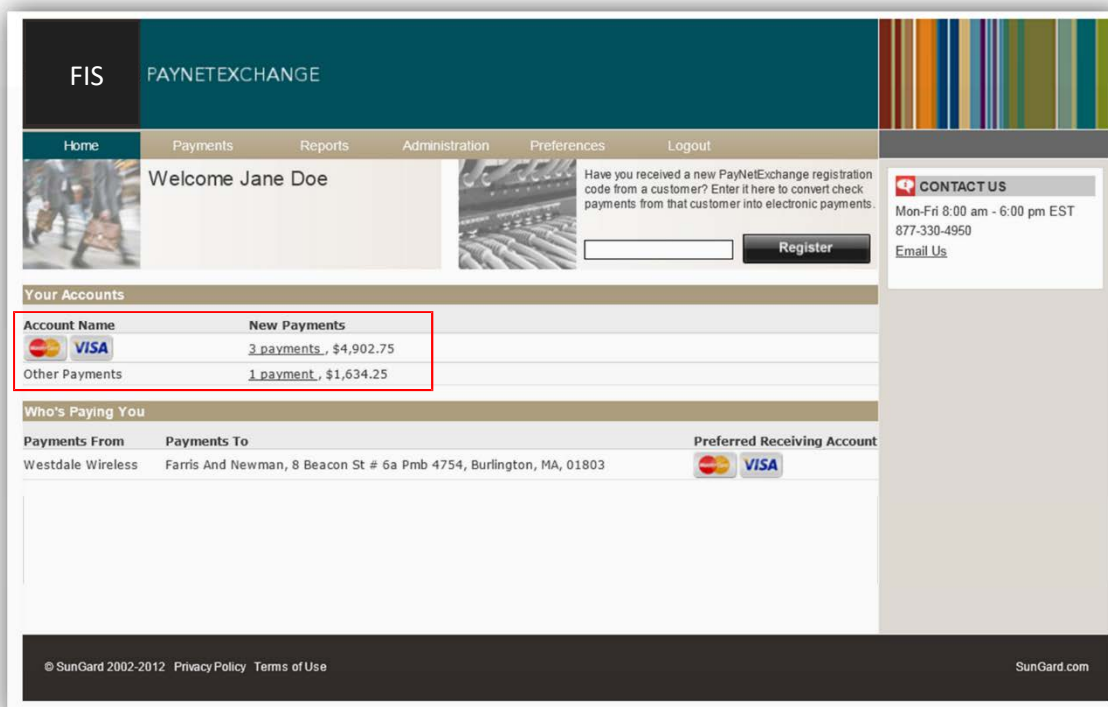 FIS PAYNETEXCHANGE
Home Payments Reports Administration Preferences Logout
Welcome Jane Doe
Have you received a new PayNetExchange registration
code from a customer? Enter it here to convert check
payments from that customer into electronic payments.
Register
CONTACT US
Mon-Fri 8:00 am - 6:00 pm EST
877-330-4950
Email Us
Your Accounts
Account Name New Payments
MasterCard VISA 3 payments , $4,902.75
Other Payments 1 payment , $1,634.25
Who's Paying You
Payments From Payments To Preferred Receiving Account
Westdale Wireless Farris And Newman, 8 Beacon St # 6a Pmb 4754, Burlington, MA, 01803 MasterCard VISA
© SunGard 2002-2012 Privacy Policy Terms of Use SunGard.com